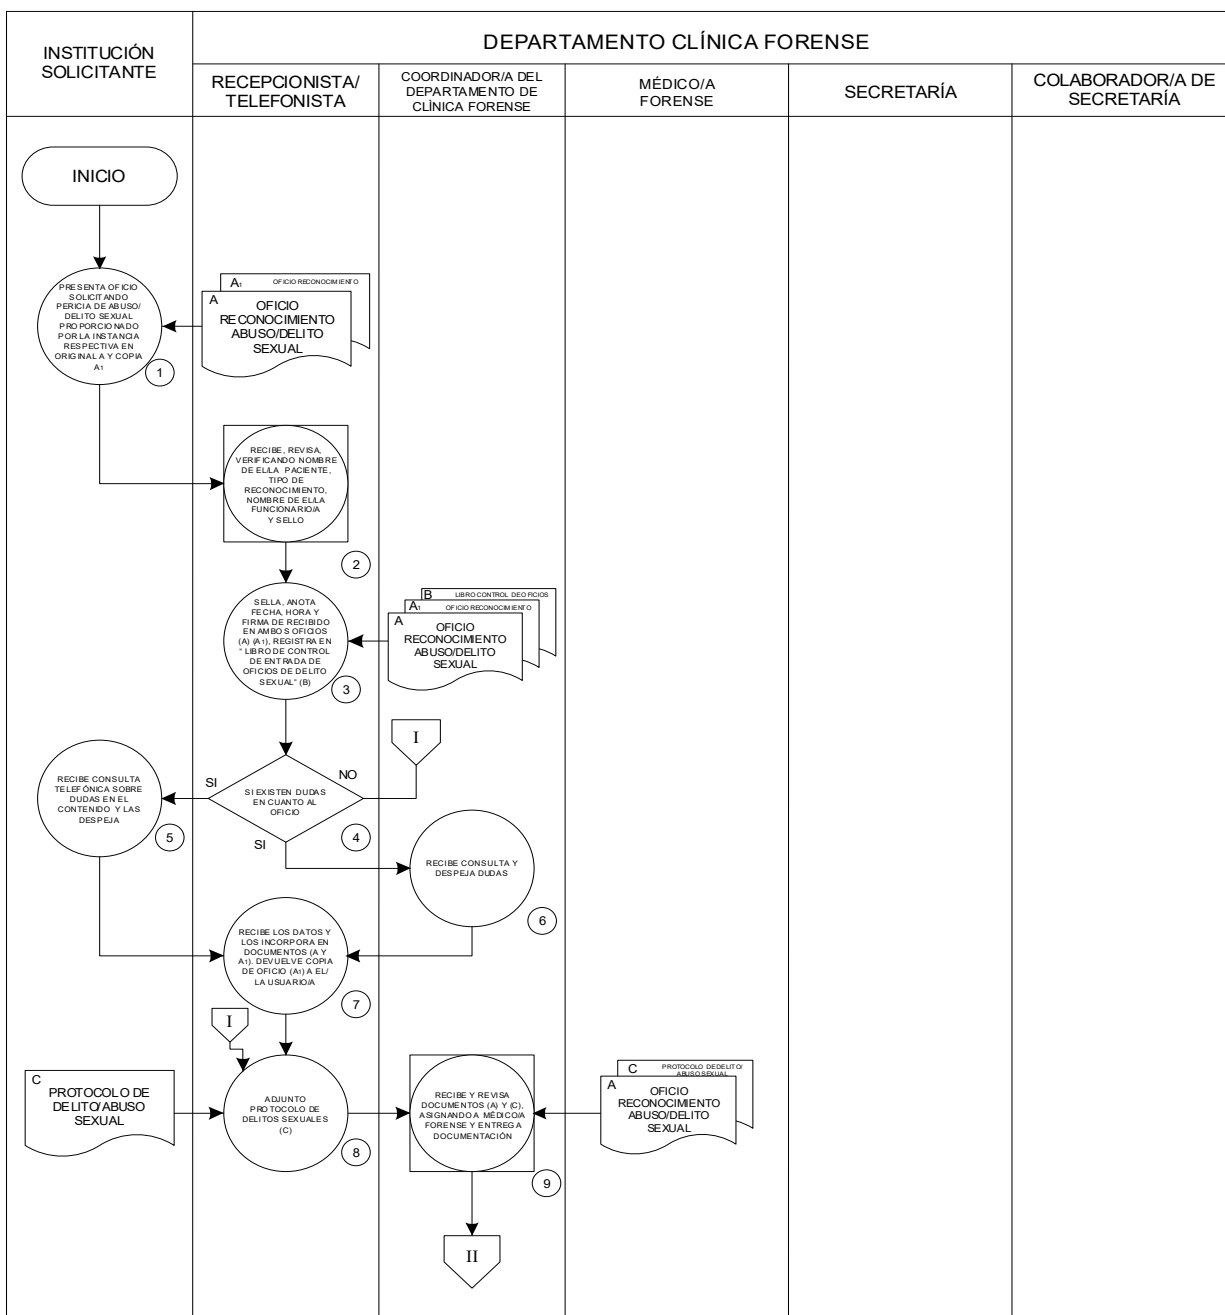 INSTITUCIÓN
SOLICITANTE
DEPARTAMENTO CLÍNICA FORENSE
RECEPCIONISTA/
TELEFONISTA
COORDINADOR/A DEL
DEPARTAMENTO DE
CLÌNICA FORENSE
MÉDICO/A
FORENSE
SECRETARÍA
COLABORADOR/A DE
SECRETARÍA
INICIO
PRESENTA OFICIO
SOLICITANDO
PERICIA DE ABUSO/
DELITO SEXUAL
PROPORCIONADO
POR LA INSTANCIA
RESPECTIVA EN
ORIGINAL A Y COPIA
A1
1
A1 OFICIO RECONOCIMIENTO
A
OFICIO
RECONOCIMIENTO
ABUSO/DELITO
SEXUAL
RECIBE, REVISA,
VERIFICANDO NOMBRE
DE EL/LA PACIENTE,
TIPO DE
RECONOCIMIENTO,
NOMBRE DE EL/LA
FUNCIONARIO/A
Y SELLO
2
SELLA, ANOTA
FECHA, HORA Y
FIRMA DE RECIBIDO
EN AMBOS OFICIOS
(A) (A1), REGISTRA EN
" LIBRO DE CONTROL
DE ENTRADA DE
OFICIOS DE DELITO
SEXUAL" (B)
3
B LIBRO CONTROL DE OFICIOS
A1 OFICIO RECONOCIMIENTO
A
OFICIO
RECONOCIMIENTO
ABUSO/DELITO
SEXUAL
I
RECIBE CONSULTA
TELEFÓNICA SOBRE
DUDAS EN EL
CONTENIDO Y LAS
DESPEJA
5
SI
NO
SI EXISTEN DUDAS
EN CUANTO AL
OFICIO
4
SI
RECIBE CONSULTA Y
DESPEJA DUDAS
6
RECIBE LOS DATOS Y
LOS INCORPORA EN
DOCUMENTOS (A Y
A1). DEVUELVE COPIA
DE OFICIO (A1) A EL/
LA USUARIO/A
7
I
C
PROTOCOLO DE
DELITO/ABUSO
SEXUAL
ADJUNTO
PROTOCOLO DE
DELITOS SEXUALES
(C)
8
RECIBE Y REVISA
DOCUMENTOS (A) Y (C),
ASIGNANDO A MÉDICO/A
FORENSE Y ENTREGA
DOCUMENTACIÓN
9
C PROTOCOLO DE DELITO/
ABUSO SEXUAL
A
OFICIO
RECONOCIMIENTO
ABUSO/DELITO
SEXUAL
II